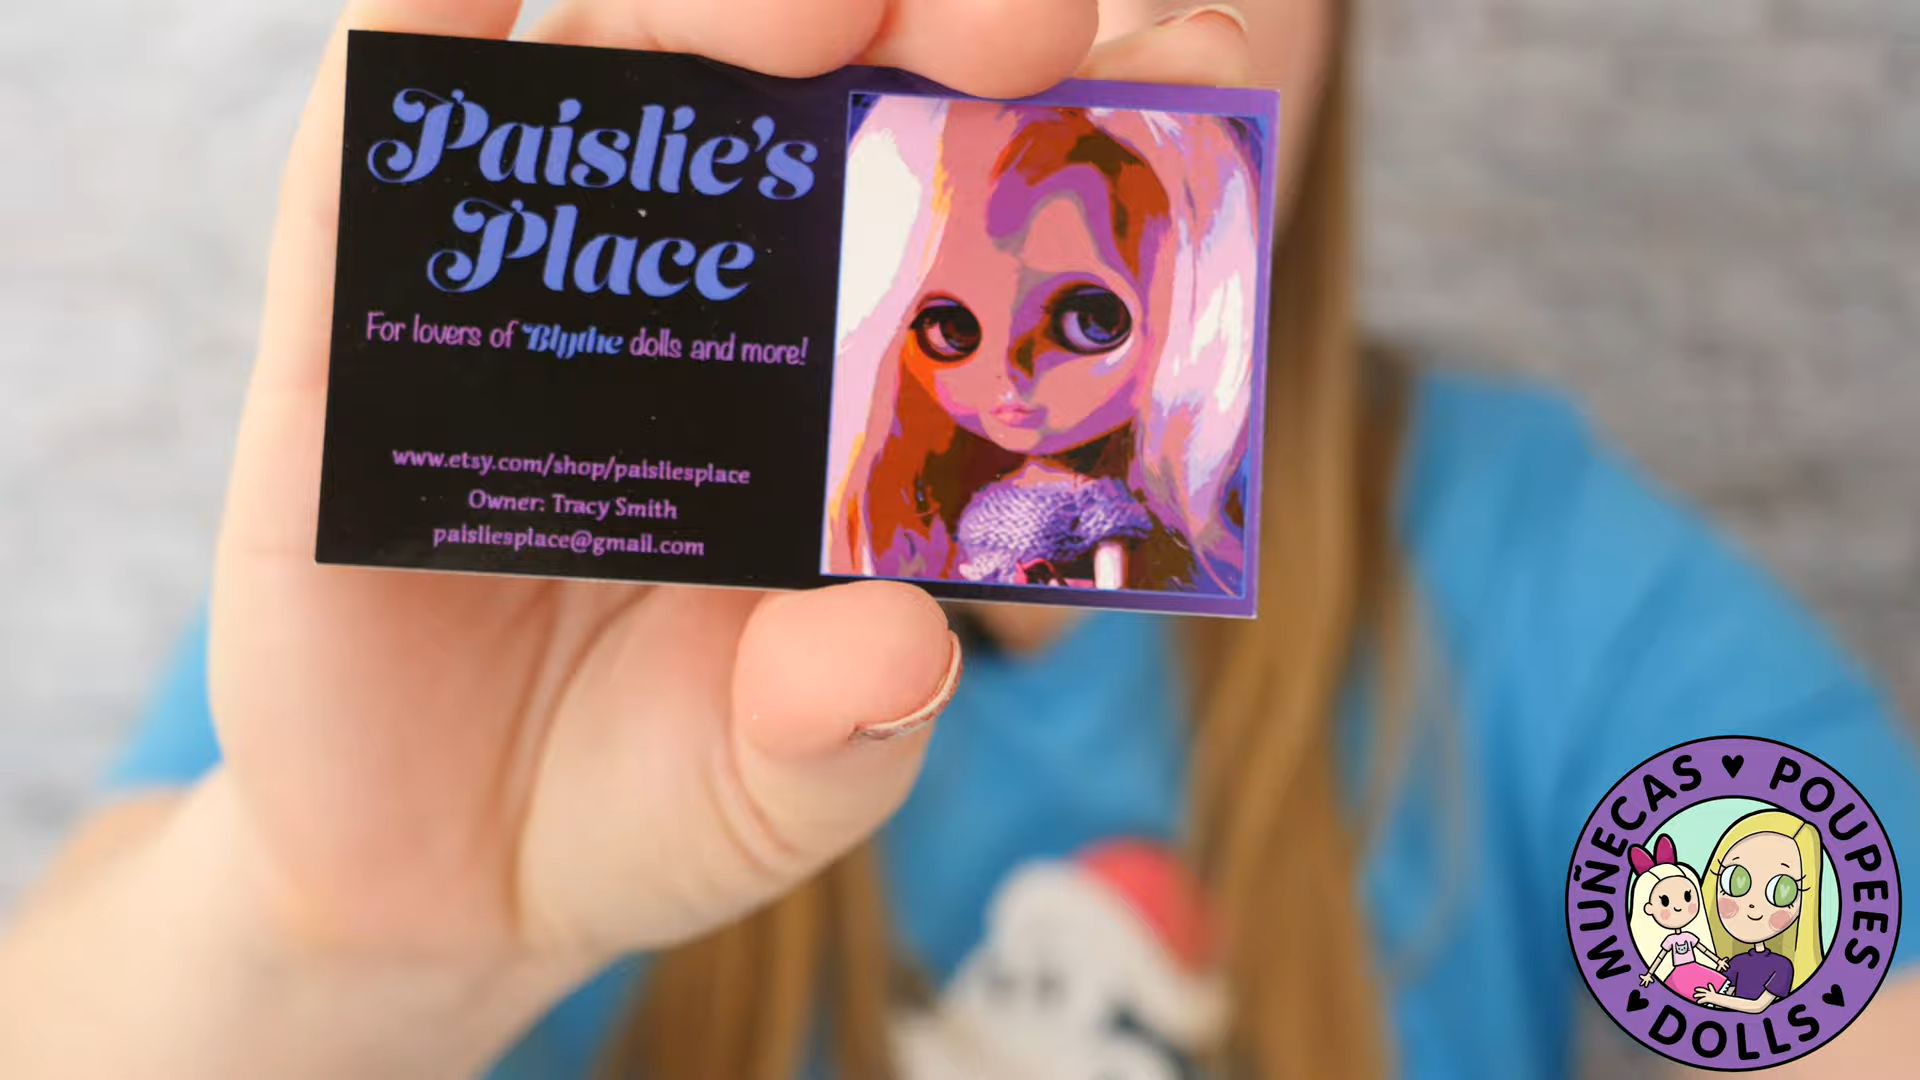 Paislie's
Place
For lovers of Blythe dolls and more!
www.etsy.com/shop/paisliesplace
Owner: Tracy Smith
paisliesplace@gmail.com
MUÑECAS ♥ POUPEES ♥ DOLLS ♥